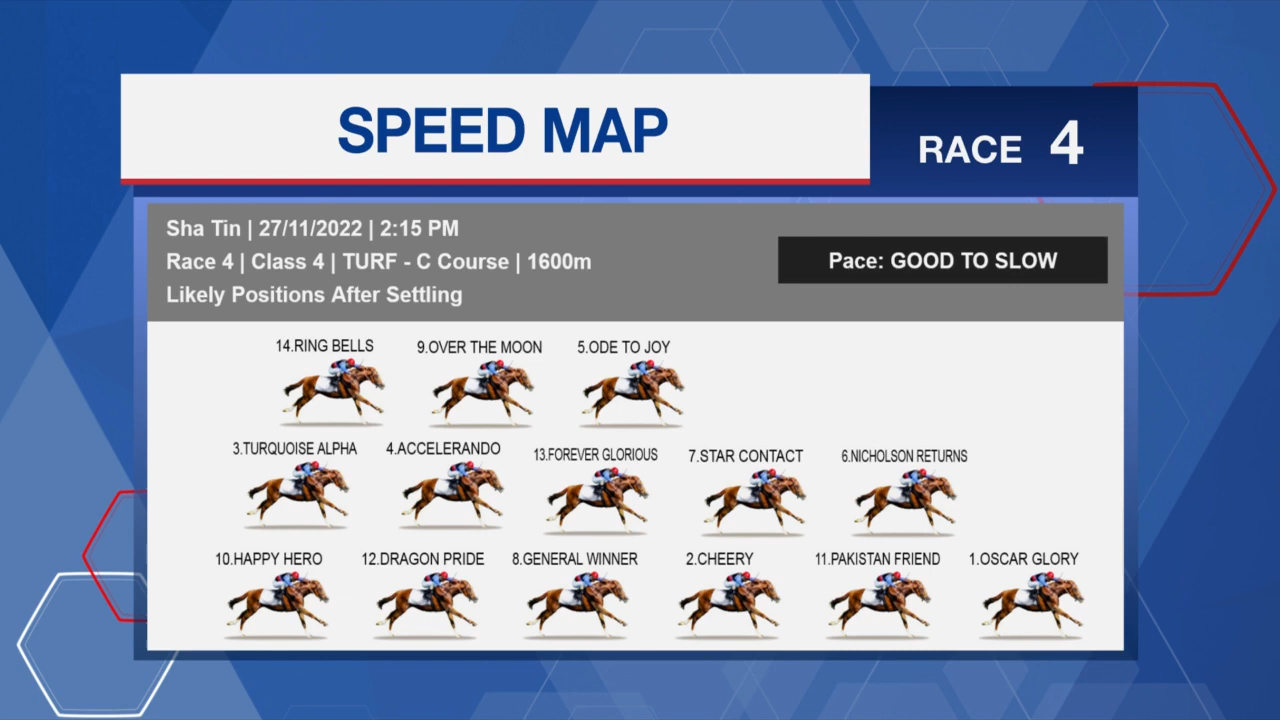 SPEED MAP
RACE 4
Sha Tin | 27/11/2022 | 2:15 PM
Race 4 | Class 4 | TURF - C Course | 1600m
Pace: GOOD TO SLOW
Likely Positions After Settling
14.RING BELLS 9.OVER THE MOON 5.ODE TO JOY
3.TURQUOISE ALPHA 4.ACCELERANDO 13.FOREVER GLORIOUS 7.STAR CONTACT 6.NICHOLSON RETURNS
10.HAPPY HERO 12.DRAGON PRIDE 8.GENERAL WINNER 2.CHEERY 11.PAKISTAN FRIEND 1.OSCAR GLORY